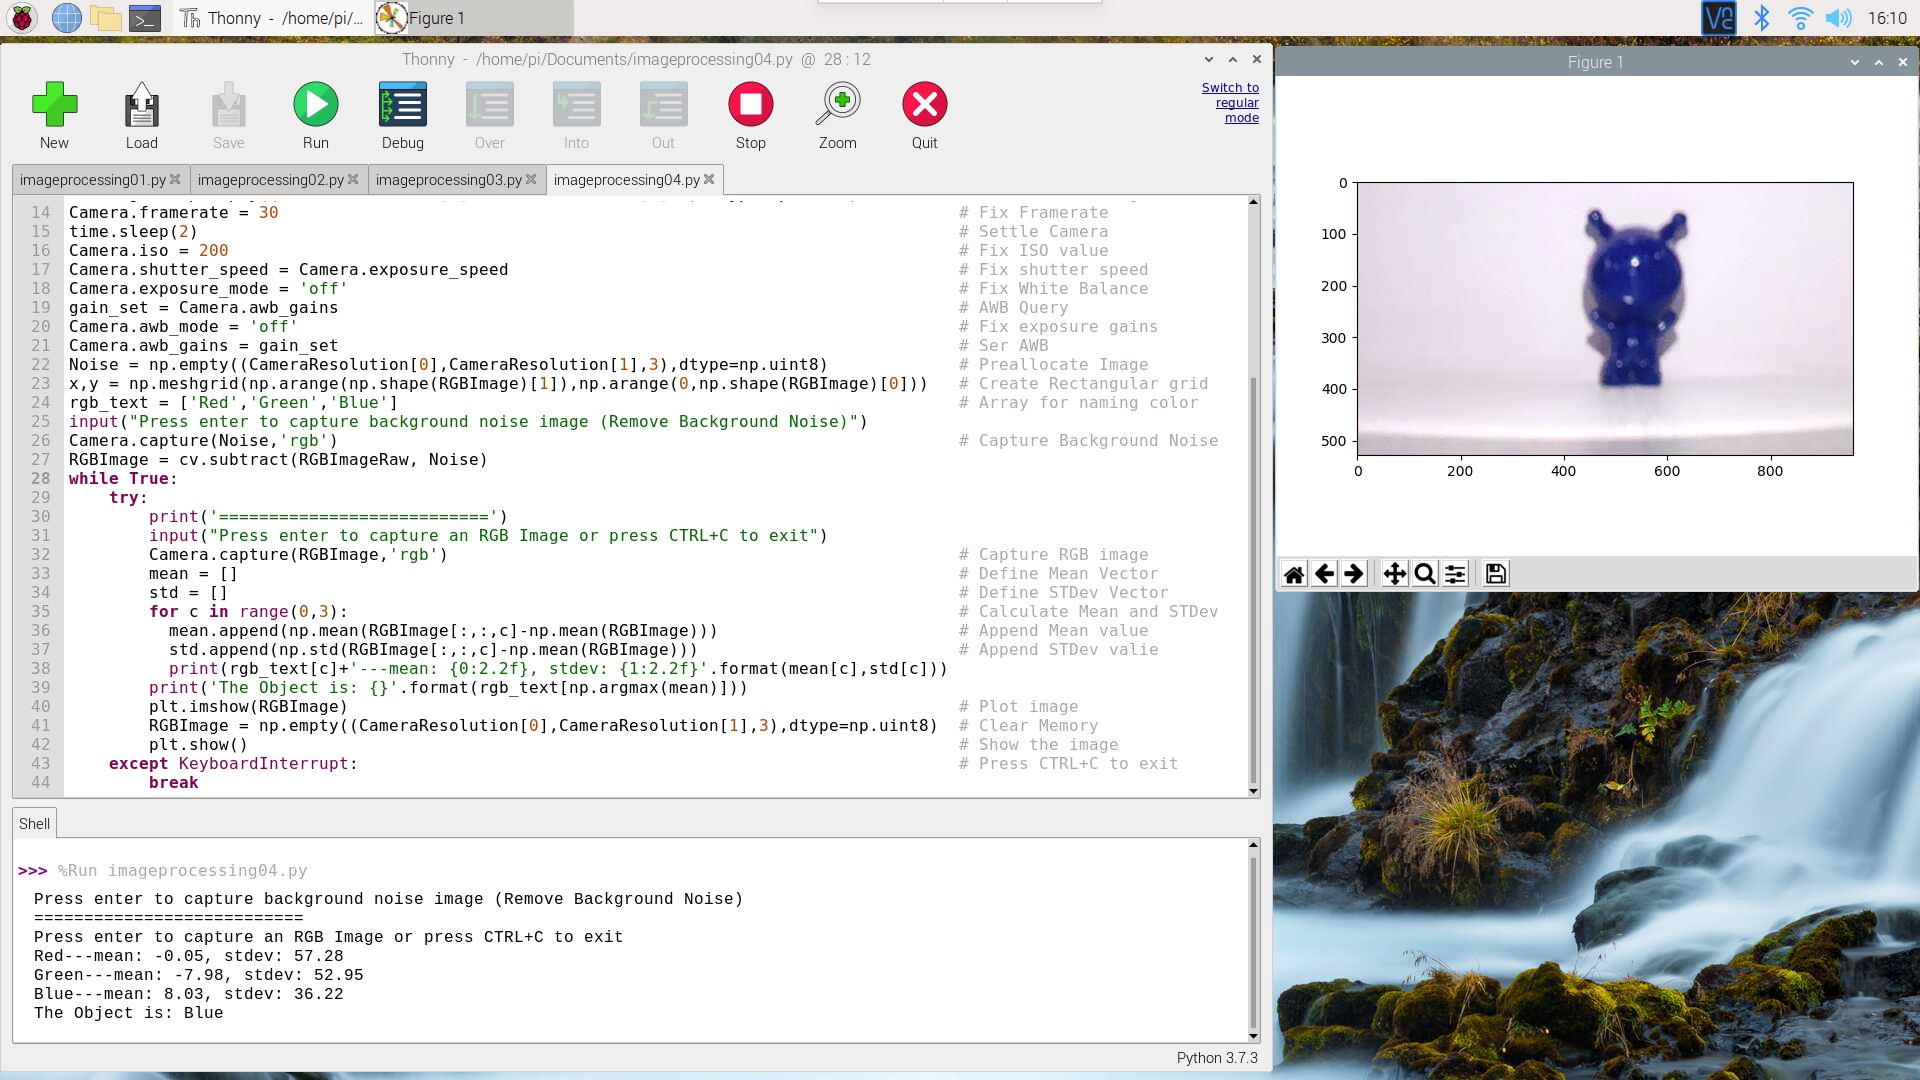 Thonny - /home/pi/...
Figure 1
16:10
Thonny - /home/pi/Documents/imageprocessing04.py @ 28 : 12
Switch to
regular
mode
New
Load
Save
Run
Debug
Over
Into
Out
Stop
Zoom
Quit
imageprocessing01.py
imageprocessing02.py
imageprocessing03.py
imageprocessing04.py
14 Camera.framerate = 30 # Fix Framerate
15 time.sleep(2) # Settle Camera
16 Camera.iso = 200 # Fix ISO value
17 Camera.shutter_speed = Camera.exposure_speed # Fix shutter speed
18 Camera.exposure_mode = 'off' # Fix White Balance
19 gain_set = Camera.awb_gains # AWB Query
20 Camera.awb_mode = 'off' # Fix exposure gains
21 Camera.awb_gains = gain_set # Ser AWB
22 Noise = np.empty((CameraResolution[0],CameraResolution[1],3),dtype=np.uint8) # Preallocate Image
23 x,y = np.meshgrid(np.arange(np.shape(RGBImage)[1]),np.arange(0,np.shape(RGBImage)[0])) # Create Rectangular grid
24 rgb_text = ['Red','Green','Blue'] # Array for naming color
25 input("Press enter to capture background noise image (Remove Background Noise)")
26 Camera.capture(Noise,'rgb') # Capture Background Noise
27 RGBImage = cv.subtract(RGBImageRaw, Noise)
28 while True:
29     try:
30         print('===========================')
31         input("Press enter to capture an RGB Image or press CTRL+C to exit")
32         Camera.capture(RGBImage,'rgb') # Capture RGB image
33         mean = [] # Define Mean Vector
34         std = [] # Define STDev Vector
35         for c in range(0,3): # Calculate Mean and STDev
36           mean.append(np.mean(RGBImage[:,:,c]-np.mean(RGBImage))) # Append Mean value
37           std.append(np.std(RGBImage[:,:,c]-np.mean(RGBImage))) # Append STDev valie
38           print(rgb_text[c]+'---mean: {0:2.2f}, stdev: {1:2.2f}'.format(mean[c],std[c]))
39         print('The Object is: {}'.format(rgb_text[np.argmax(mean)]))
40         plt.imshow(RGBImage) # Plot image
41         RGBImage = np.empty((CameraResolution[0],CameraResolution[1],3),dtype=np.uint8) # Clear Memory
42         plt.show() # Show the image
43     except KeyboardInterrupt: # Press CTRL+C to exit
44         break
Shell
>>> %Run imageprocessing04.py
Press enter to capture background noise image (Remove Background Noise)
===========================
Press enter to capture an RGB Image or press CTRL+C to exit
Red---mean: -0.05, stdev: 57.28
Green---mean: -7.98, stdev: 52.95
Blue---mean: 8.03, stdev: 36.22
The Object is: Blue
Python 3.7.3
Figure 1
0
100
200
300
400
500
0 200 400 600 800